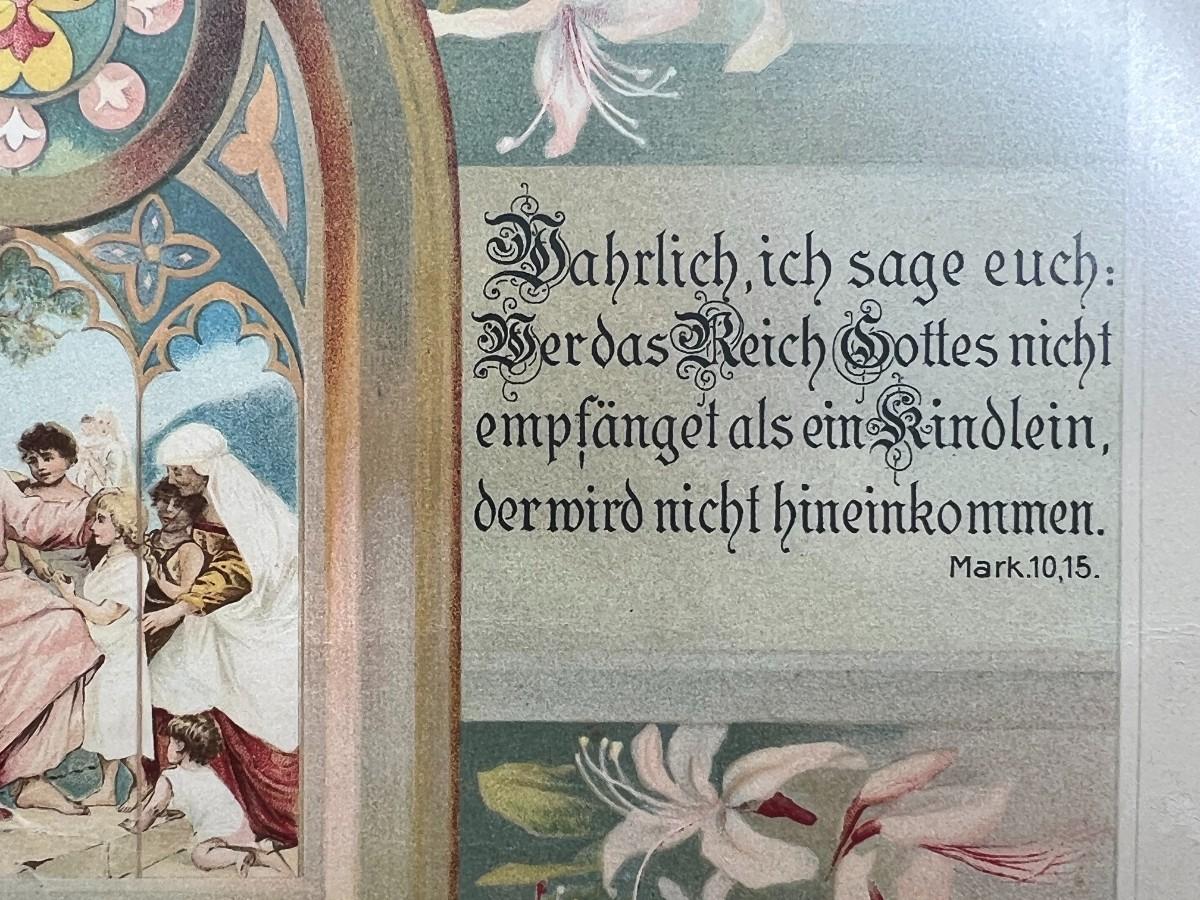 Wahrlich, ich sage euch:
Wer das Reich Gottes nicht
empfänget als ein Kindlein,
der wird nicht hineinkommen.
Mark.10,15.